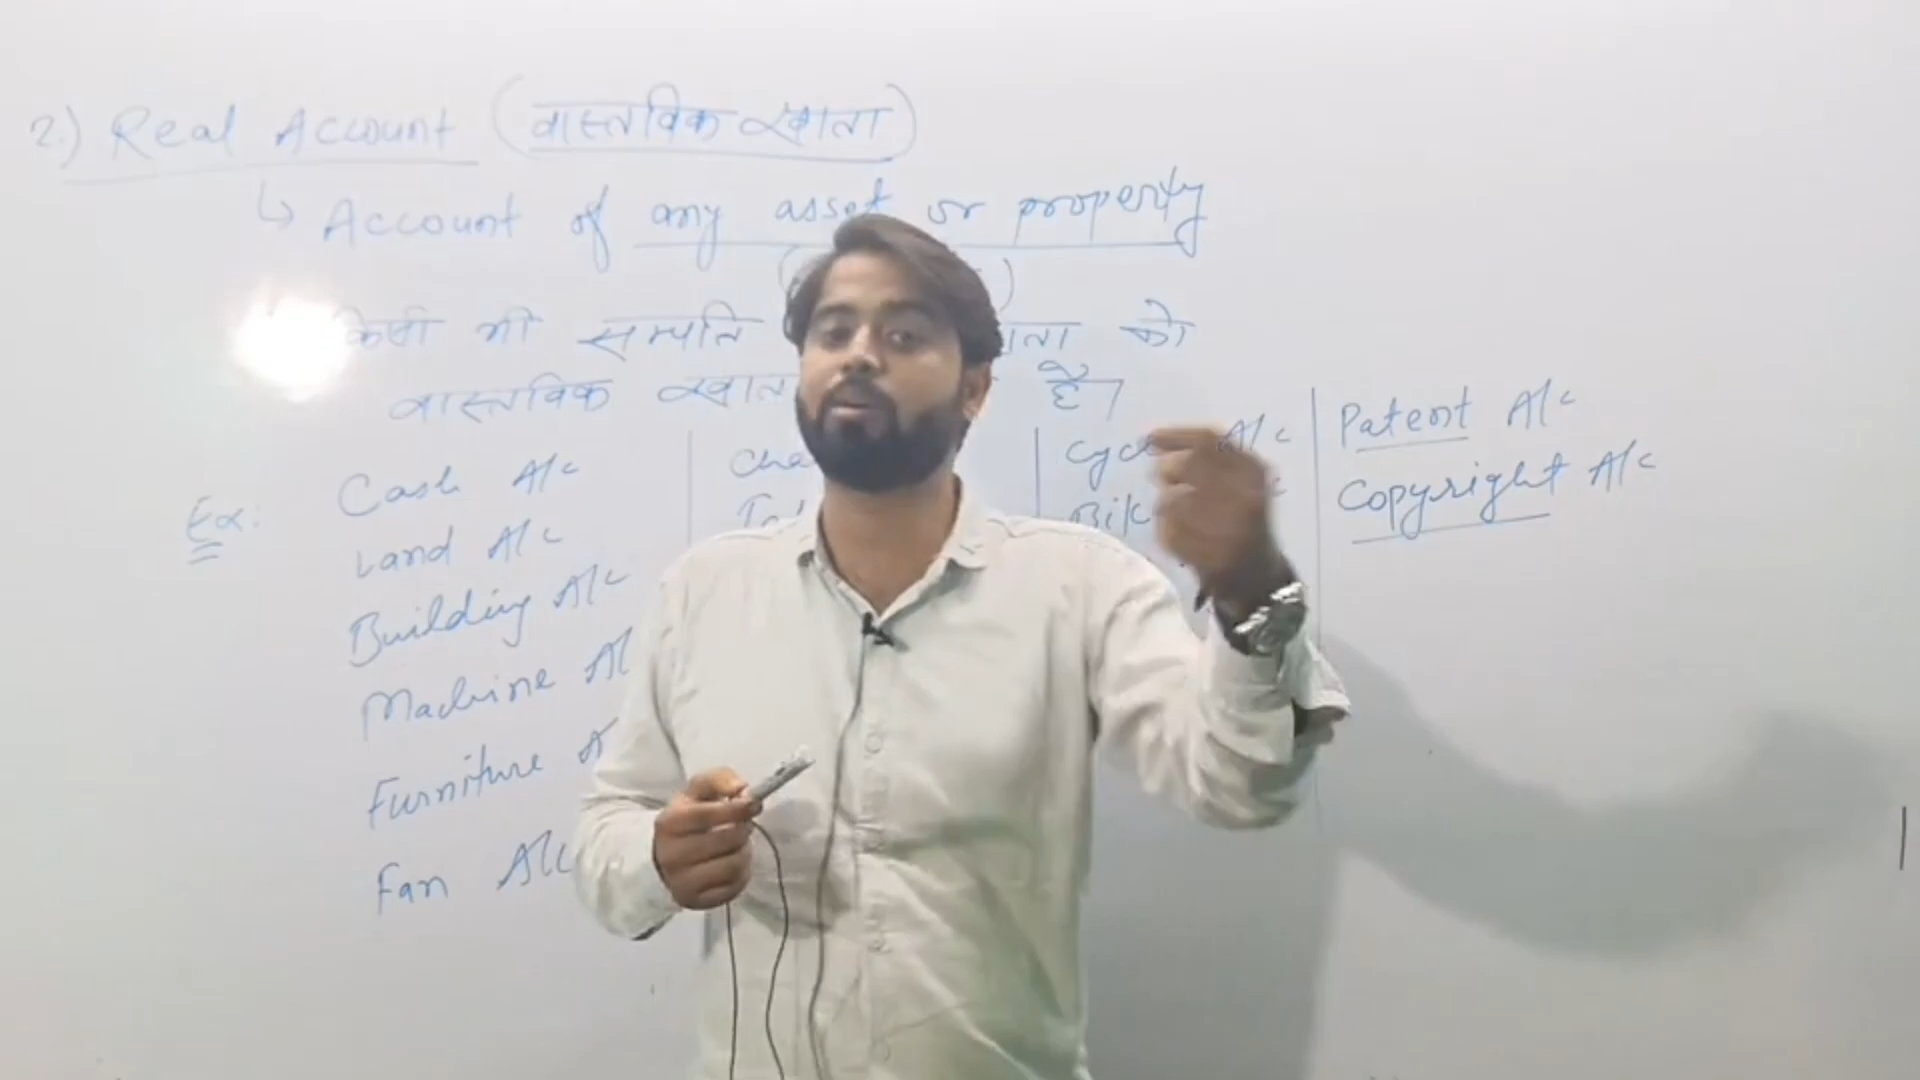 2.) Real Account (वास्तविक खाता)
↳ Account of any asset or property
किसी भी सम्पति को
वास्तविक है।
Ex:
Cash A/c
Land A/c
Building A/c
Machine A/c
Furniture
Fan A/c
A/c
Patent A/c
Copyright A/c